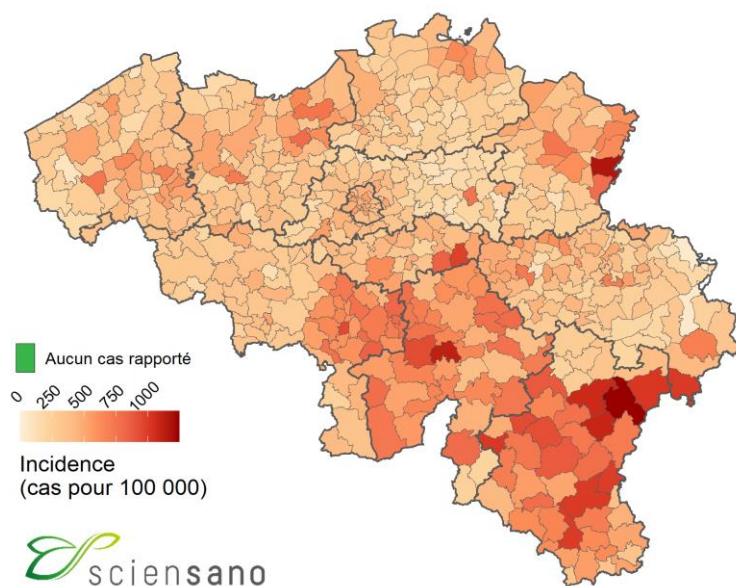 Aucun cas rapporté
0 250 500 750 1000
Incidence
(cas pour 100 000)
sciensano